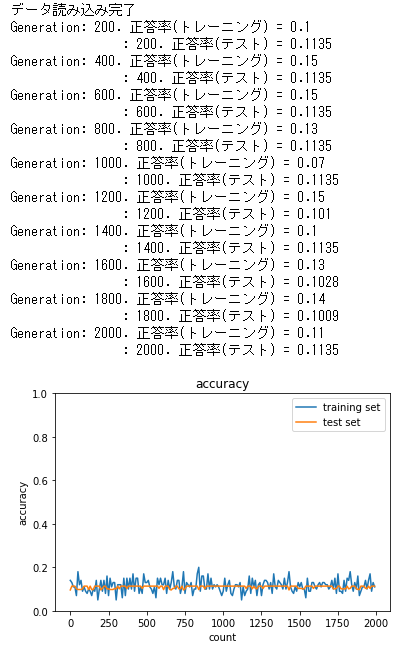 データ読み込み完了
Generation: 200. 正答率(トレーニング) = 0.1
: 200. 正答率(テスト) = 0.1135
Generation: 400. 正答率(トレーニング) = 0.15
: 400. 正答率(テスト) = 0.1135
Generation: 600. 正答率(トレーニング) = 0.15
: 600. 正答率(テスト) = 0.1135
Generation: 800. 正答率(トレーニング) = 0.13
: 800. 正答率(テスト) = 0.1135
Generation: 1000. 正答率(トレーニング) = 0.07
: 1000. 正答率(テスト) = 0.1135
Generation: 1200. 正答率(トレーニング) = 0.15
: 1200. 正答率(テスト) = 0.101
Generation: 1400. 正答率(トレーニング) = 0.1
: 1400. 正答率(テスト) = 0.1135
Generation: 1600. 正答率(トレーニング) = 0.13
: 1600. 正答率(テスト) = 0.1028
Generation: 1800. 正答率(トレーニング) = 0.14
: 1800. 正答率(テスト) = 0.1009
Generation: 2000. 正答率(トレーニング) = 0.11
: 2000. 正答率(テスト) = 0.1135
accuracy
training set
test set
accuracy
1.0
0.8
0.6
0.4
0.2
0.0
0 250 500 750 1000 1250 1500 1750 2000
count